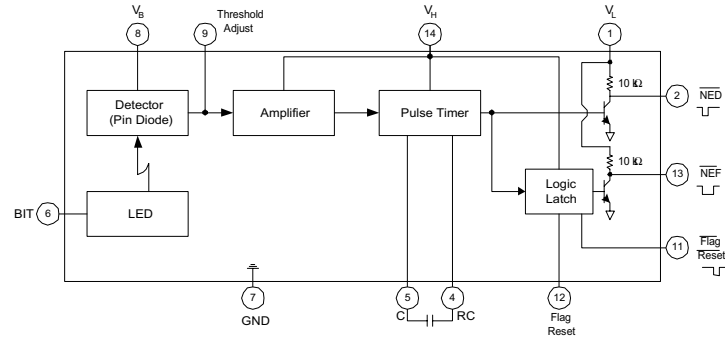 V_B
8
9
Threshold
Adjust
V_H
14
V_L
1
10 kΩ
2
NED
Detector
(Pin Diode)
Amplifier
Pulse Timer
10 kΩ
13
NEF
Logic
Latch
BIT
6
LED
11
Flag
Reset
7
GND
5
C
4
RC
12
Flag
Reset